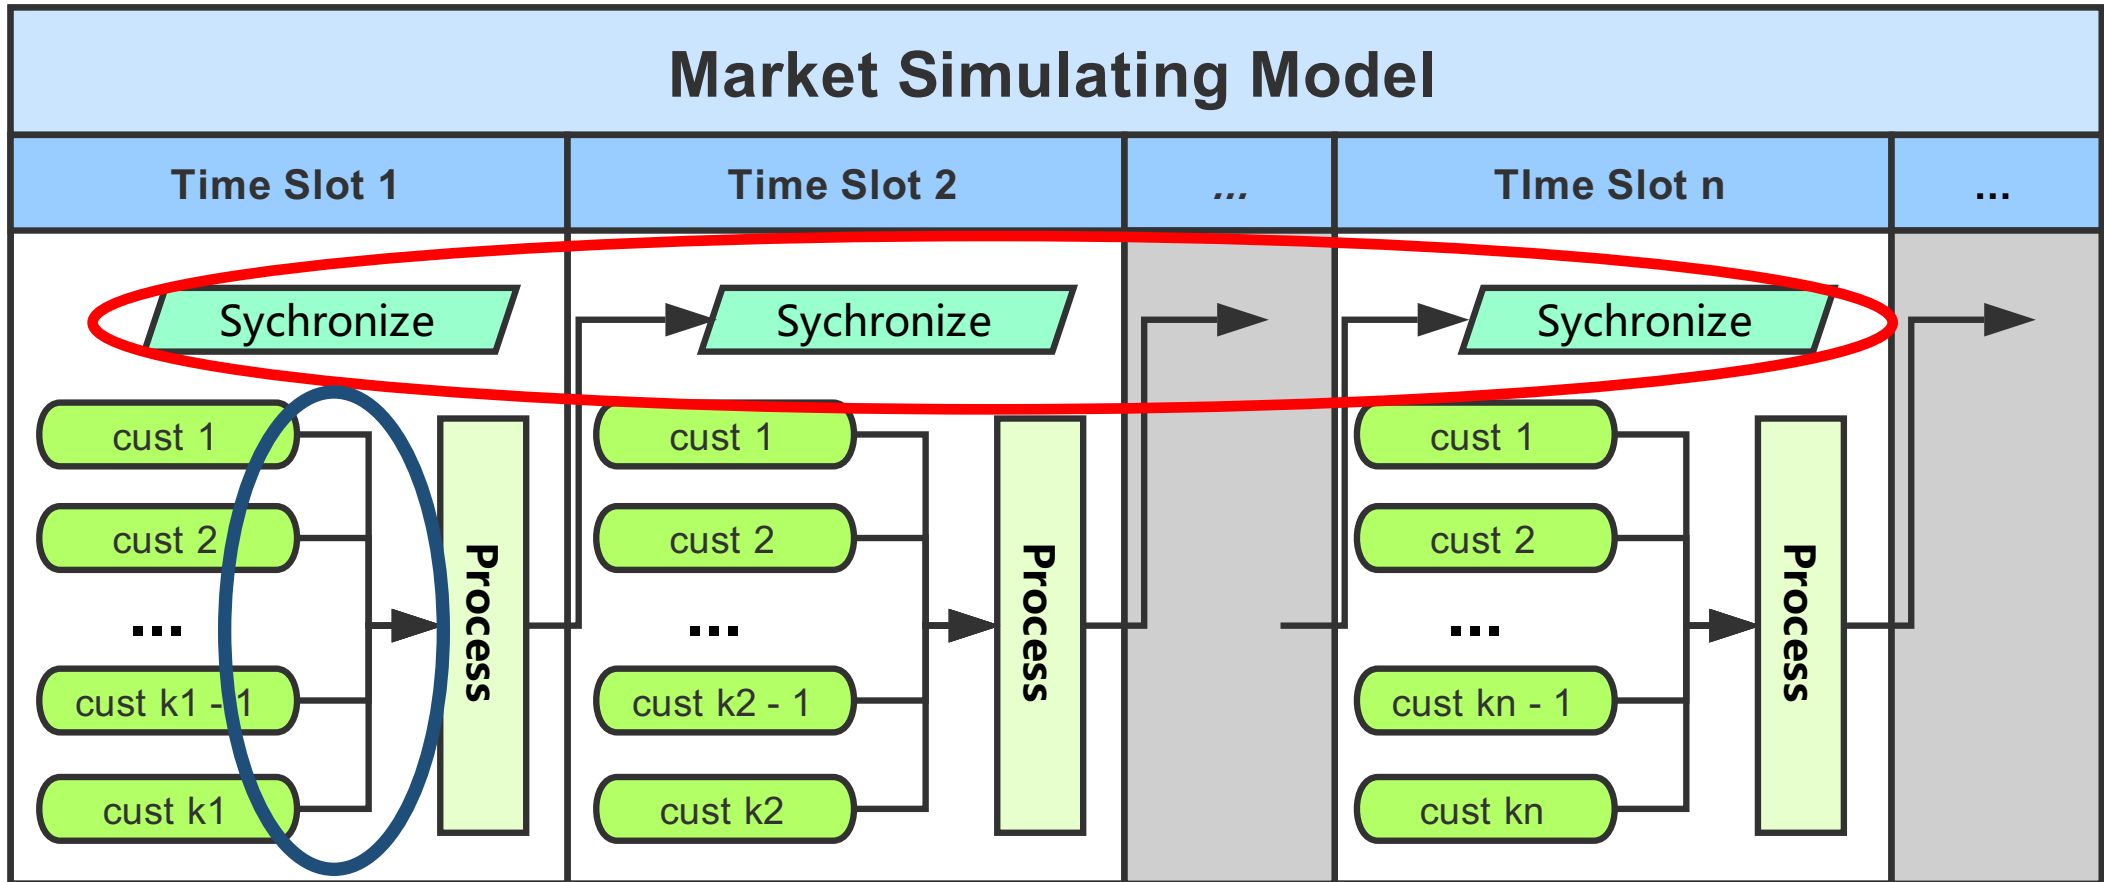 Market Simulating Model
Time Slot 1
Time Slot 2
...
TIme Slot n
...
Sychronize
Sychronize
Sychronize
cust 1
cust 2
...
cust k1 - 1
cust k1
Process
cust 1
cust 2
...
cust k2 - 1
cust k2
Process
cust 1
cust 2
...
cust kn - 1
cust kn
Process